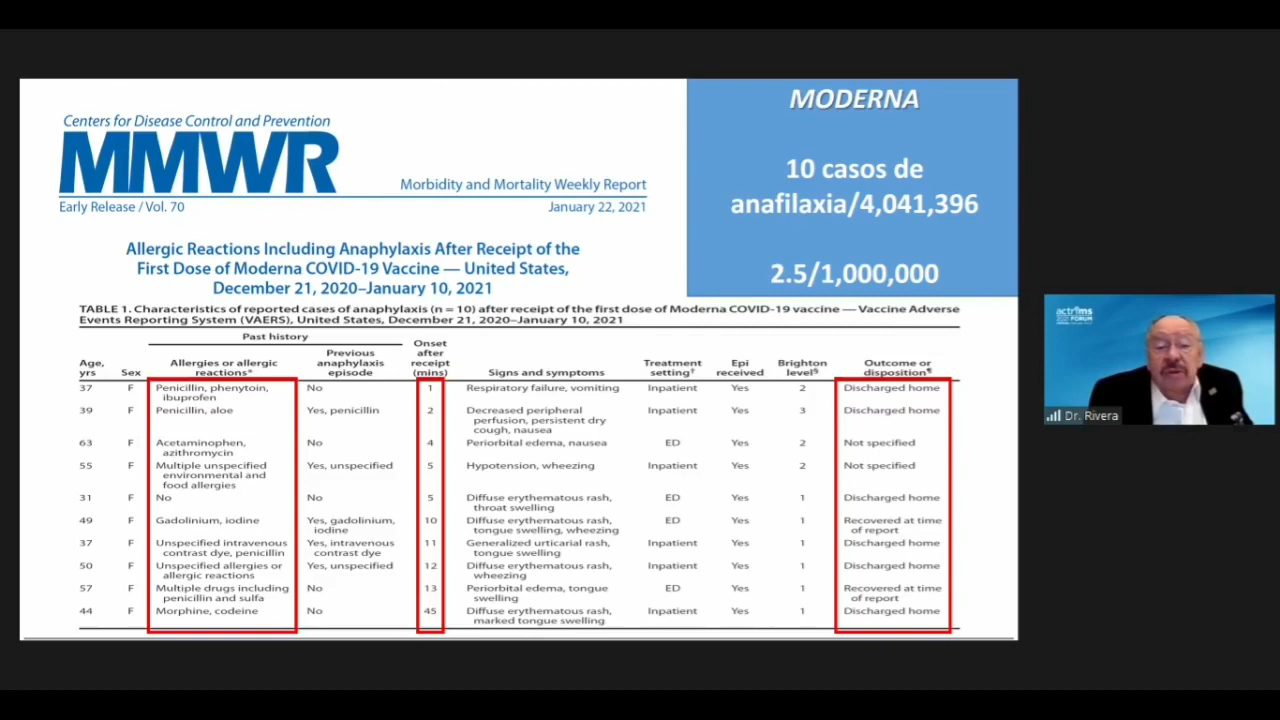 Centers for Disease Control and Prevention
MMWR
Morbidity and Mortality Weekly Report
Early Release / Vol. 70
January 22, 2021
Allergic Reactions Including Anaphylaxis After Receipt of the
First Dose of Moderna COVID-19 Vaccine — United States,
December 21, 2020–January 10, 2021
MODERNA
10 casos de
anafilaxia/4,041,396
2.5/1,000,000
TABLE 1. Characteristics of reported cases of anaphylaxis (n = 10) after receipt of the first dose of Moderna COVID-19 vaccine — Vaccine Adverse
Events Reporting System (VAERS), United States, December 21, 2020–January 10, 2021
Past history
Age, yrs Sex Allergies or allergic reactions* Previous anaphylaxis episode Onset after receipt (mins) Signs and symptoms Treatment setting† Epi received Brighton level§ Outcome or disposition¶
37 F Penicillin, phenytoin, ibuprofen No 1 Respiratory failure, vomiting Inpatient Yes 2 Discharged home
39 F Penicillin, aloe Yes, penicillin 2 Decreased peripheral perfusion, persistent dry cough, nausea Inpatient Yes 3 Discharged home
63 F Acetaminophen, azithromycin No 4 Periorbital edema, nausea ED Yes 2 Not specified
55 F Multiple unspecified environmental and food allergies Yes, unspecified 5 Hypotension, wheezing Inpatient Yes 2 Not specified
31 F No No 5 Diffuse erythematous rash, throat swelling ED Yes 1 Discharged home
49 F Gadolinium, iodine Yes, gadolinium, iodine 10 Diffuse erythematous rash, tongue swelling, wheezing ED Yes 1 Recovered at time of report
37 F Unspecified intravenous contrast dye, penicillin Yes, intravenous contrast dye 11 Generalized urticarial rash, tongue swelling Inpatient Yes 1 Discharged home
50 F Unspecified allergies or allergic reactions Yes, unspecified 12 Diffuse erythematous rash, wheezing Inpatient Yes 1 Discharged home
57 F Multiple drugs including penicillin and sulfa No 13 Periorbital edema, tongue swelling ED Yes 1 Recovered at time of report
44 F Morphine, codeine No 45 Diffuse erythematous rash, marked tongue swelling Inpatient Yes 1 Discharged home
actrims
FORUM
Dr. Rivera